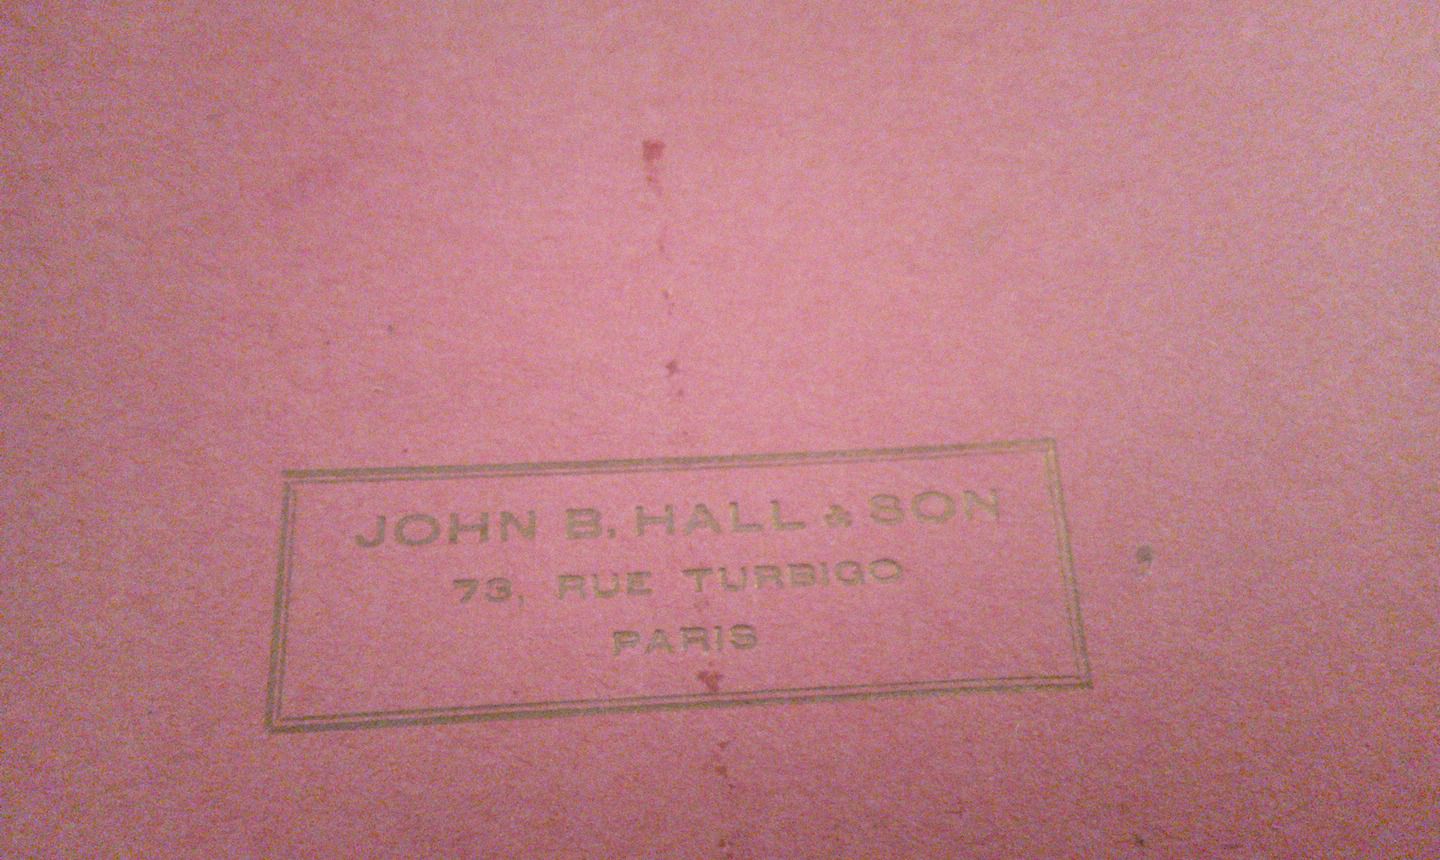 JOHN B. HALL & SON
73, RUE TURBIGO
PARIS